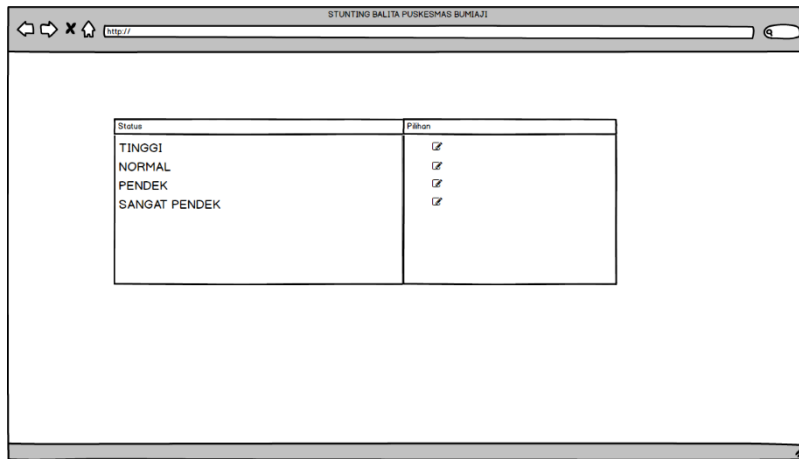 STUNTING BALITA PUSKESMAS BUMIAJI
http://
Status Pilihan
TINGGI
NORMAL
PENDEK
SANGAT PENDEK